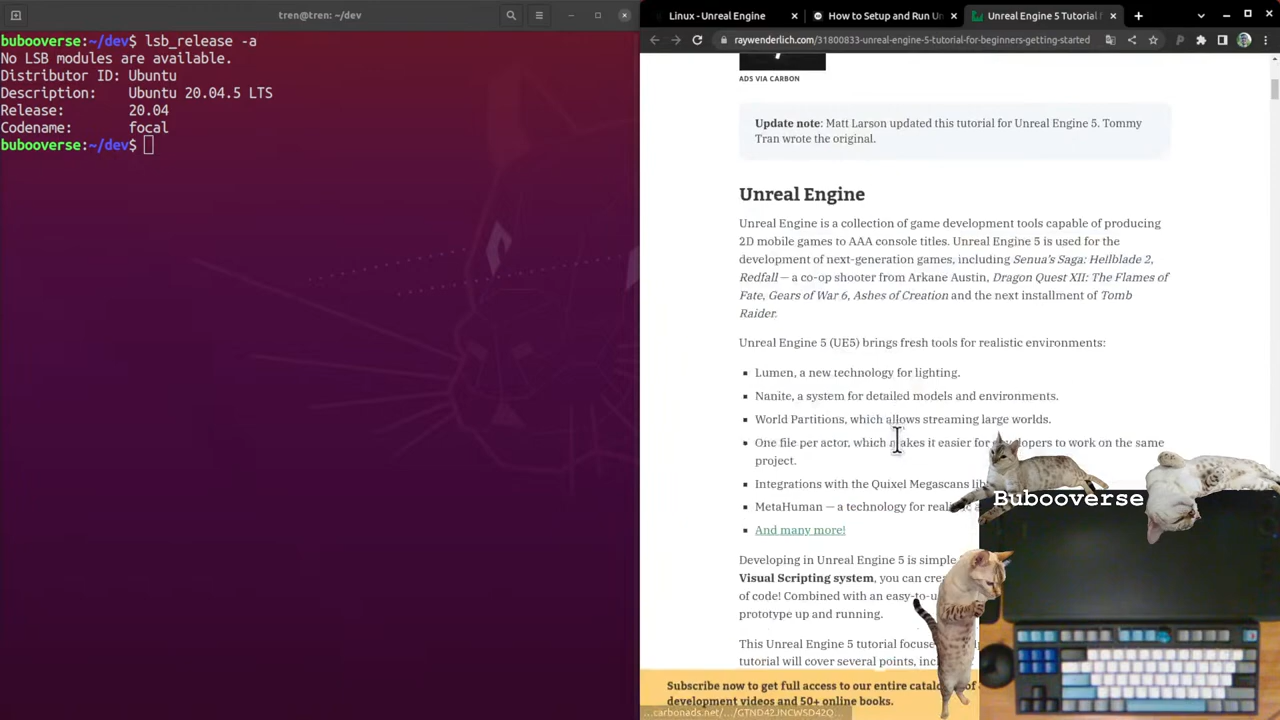 tren@tren: ~/dev
bubooverse:~/dev$ lsb_release -a
No LSB modules are available.
Distributor ID: Ubuntu
Description: Ubuntu 20.04.5 LTS
Release: 20.04
Codename: focal
bubooverse:~/dev$
Linux - Unreal Engine
How to Setup and Run Un
Unreal Engine 5 Tutorial
raywenderlich.com/31800833-unreal-engine-5-tutorial-for-beginners-getting-started
ADS VIA CARBON
Update note: Matt Larson updated this tutorial for Unreal Engine 5. Tommy
Tran wrote the original.
Unreal Engine
Unreal Engine is a collection of game development tools capable of producing
2D mobile games to AAA console titles. Unreal Engine 5 is used for the
development of next-generation games, including Senua's Saga: Hellblade 2,
Redfall — a co-op shooter from Arkane Austin, Dragon Quest XII: The Flames of
Fate, Gears of War 6, Ashes of Creation and the next installment of Tomb
Raider.
Unreal Engine 5 (UE5) brings fresh tools for realistic environments:
Lumen, a new technology for lighting.
Nanite, a system for detailed models and environments.
World Partitions, which allows streaming large worlds.
One file per actor, which makes it easier for developers to work on the same
project.
Integrations with the Quixel Megascans lib
MetaHuman — a technology for reali
And many more!
Developing in Unreal Engine 5 is simple
Visual Scripting system, you can crea
of code! Combined with an easy-to-u
prototype up and running.
This Unreal Engine 5 tutorial focuse
tutorial will cover several points, incl
Subscribe now to get full access to our entire catalog of
development videos and 50+ online books.
Bubooverse